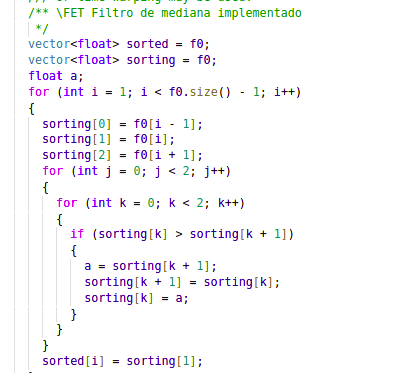 /** \FET Filtro de mediana implementado
*/
vector<float> sorted = f0;
vector<float> sorting = f0;
float a;
for (int i = 1; i < f0.size() - 1; i++)
{
sorting[0] = f0[i - 1];
sorting[1] = f0[i];
sorting[2] = f0[i + 1];
for (int j = 0; j < 2; j++)
{
for (int k = 0; k < 2; k++)
{
if (sorting[k] > sorting[k + 1])
{
a = sorting[k + 1];
sorting[k + 1] = sorting[k];
sorting[k] = a;
}
}
}
sorted[i] = sorting[1];